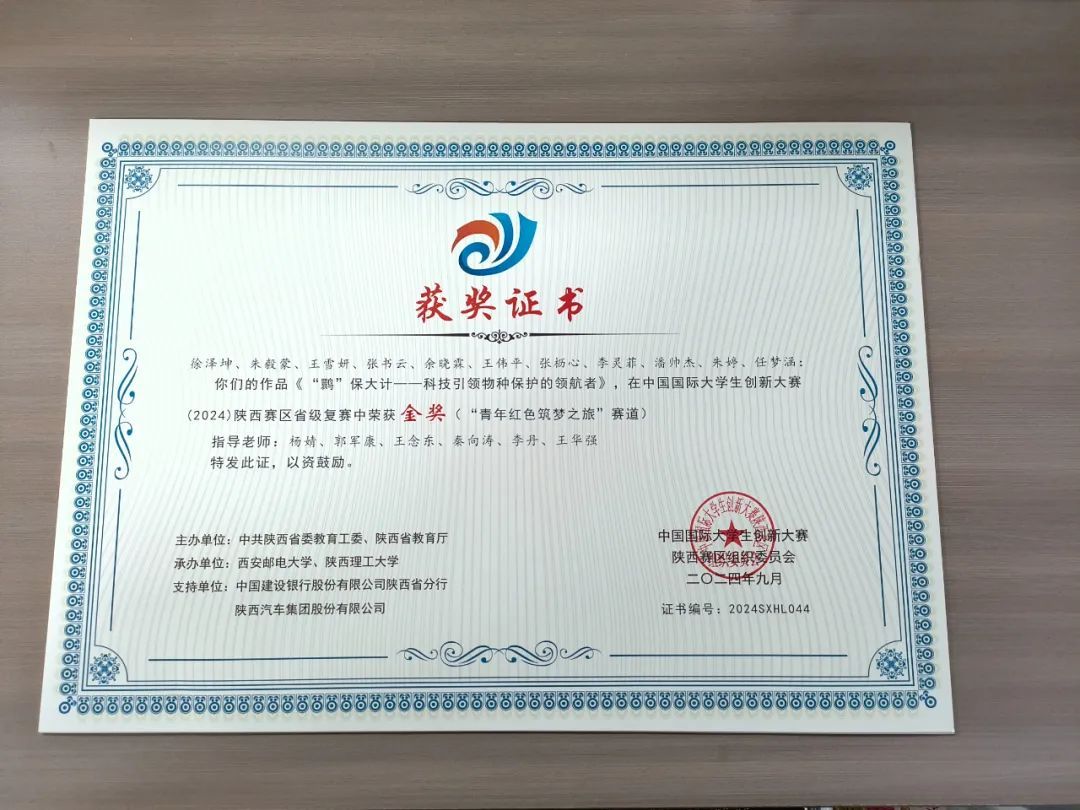 获奖证书
徐泽坤、朱毅蒙、王雪妍、张书云、余晓霖、王伟平、张栃心、李灵菲、潘帅杰、朱婷、任梦涵：
你们的作品《“鹮”保大计——科技引领物种保护的领航者》，在中国国际大学生创新大赛
(2024)陕西赛区省级复赛中荣获 金奖（“青年红色筑梦之旅”赛道）
指导老师：杨婧、郭军康、王念东、秦向涛、李丹、王华强
特发此证，以资鼓励。
主办单位：中共陕西省委教育工委、陕西省教育厅
承办单位：西安邮电大学、陕西理工大学
支持单位：中国建设银行股份有限公司陕西省分行
陕西汽车集团股份有限公司
中国国际大学生创新大赛
陕西赛区组织委员会
二〇二四年九月
证书编号：2024SXHL044